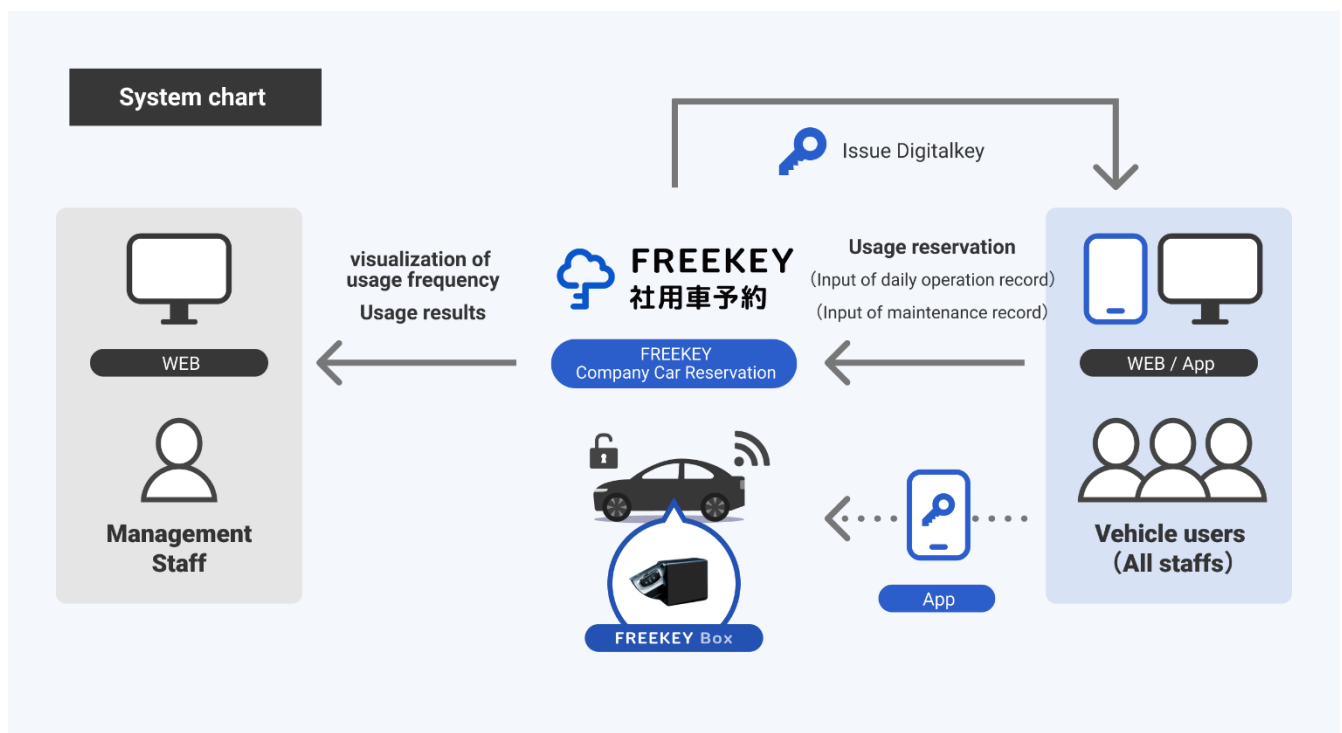 System chart
Issue Digitalkey
visualization of
usage frequency
Usage results
FREEKEY
社用車予約
FREEKEY
Company Car Reservation
Usage reservation
(Input of daily operation record)
(Input of maintenance record)
WEB
Management
Staff
WEB / App
Vehicle users
(All staffs)
App
FREEKEY Box